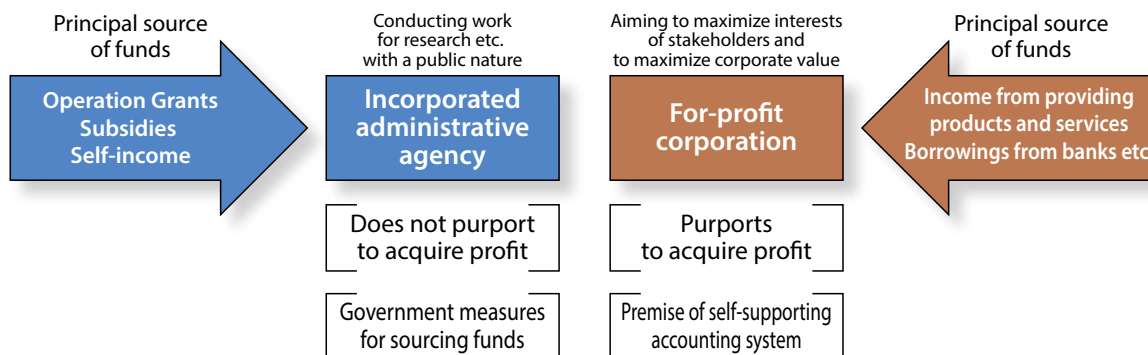 Principal source
of funds
Operation Grants
Subsidies
Self-income
Conducting work
for research etc.
with a public nature
Incorporated
administrative
agency
Does not purport
to acquire profit
Government measures
for sourcing funds
Aiming to maximize interests
of stakeholders and
to maximize corporate value
For-profit
corporation
Purports
to acquire profit
Premise of self-supporting
accounting system
Principal source
of funds
Income from providing
products and services
Borrowings from banks etc